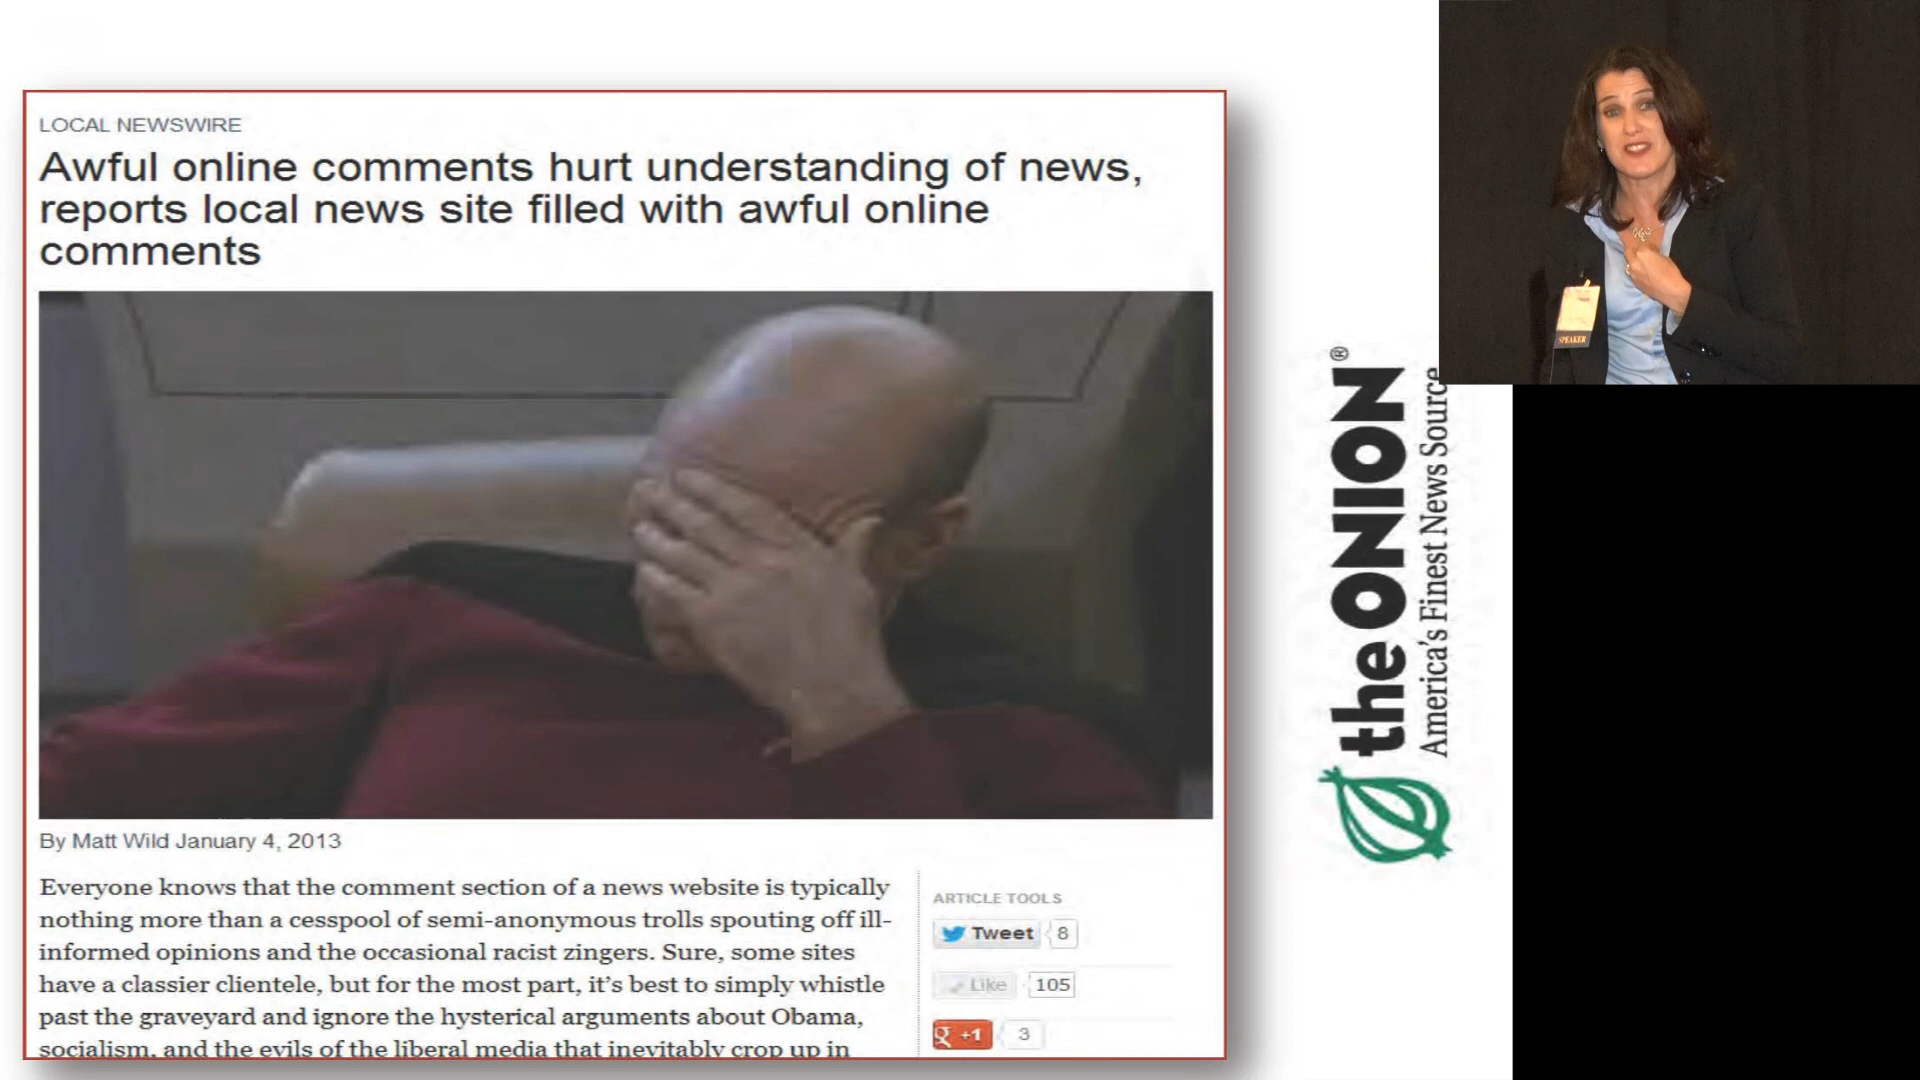 LOCAL NEWSWIRE
Awful online comments hurt understanding of news,
reports local news site filled with awful online
comments
By Matt Wild January 4, 2013
Everyone knows that the comment section of a news website is typically
nothing more than a cesspool of semi-anonymous trolls spouting off ill-
informed opinions and the occasional racist zingers. Sure, some sites
have a classier clientele, but for the most part, it's best to simply whistle
past the graveyard and ignore the hysterical arguments about Obama,
socialism, and the evils of the liberal media that inevitably crop up in
ARTICLE TOOLS
Tweet 8
Like 105
g +1 3
the ONION®
America's Finest News Source
SPEAKER